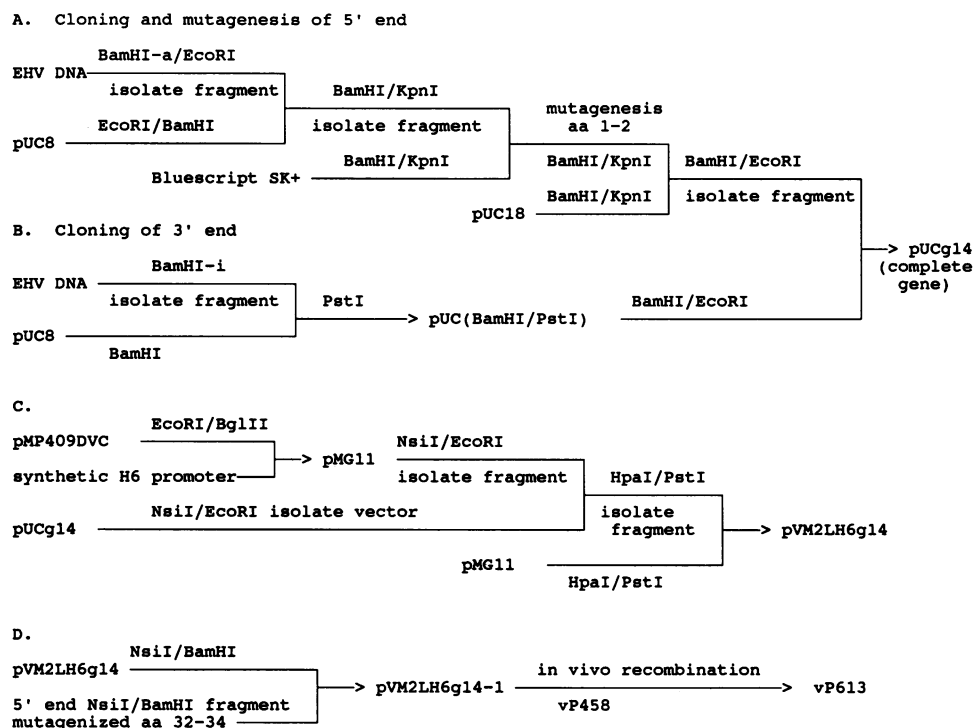 A. Cloning and mutagenesis of 5' end
BamHI-a/EcoRI
EHV DNA
isolate fragment
BamHI/KpnI
mutagenesis
aa 1-2
EcoRI/BamHI
isolate fragment
pUC8
BamHI/KpnI
BamHI/KpnI
BamHI/EcoRI
Bluescript SK+
BamHI/KpnI
isolate fragment
pUC18
B. Cloning of 3' end
BamHI-i
pUCg14
(complete
gene)
EHV DNA
isolate fragment
PstI
BamHI/EcoRI
pUC(BamHI/PstI)
pUC8
BamHI
C.
EcoRI/BglII
pMP409DVC
NsiI/EcoRI
pMG11
synthetic H6 promoter
isolate fragment
HpaI/PstI
NsiI/EcoRI isolate vector
isolate
fragment
pUCg14
pVM2LH6g14
pMG11
HpaI/PstI
D.
NsiI/BamHI
pVM2LH6g14
in vivo recombination
pVM2LH6g14-1
vP613
vP458
5' end NsiI/BamHI fragment
mutagenized aa 32-34